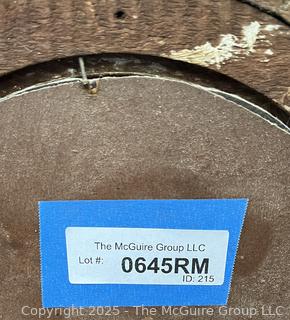 The McGuire Group LLC
Lot #: 0645RM
ID: 215
Copyright 2025 - The McGuire Group LLC